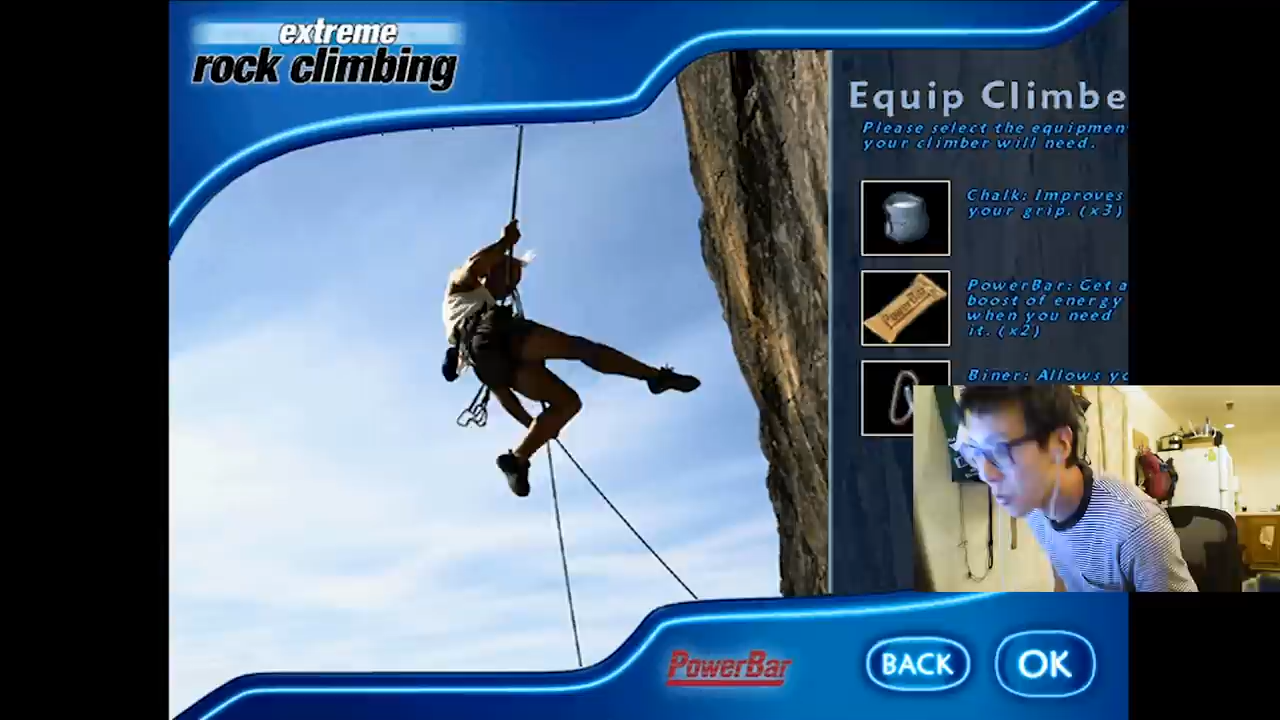 extreme
rock climbing
Equip Climbe
Please select the equipmen
your climber will need.
Chalk: Improves
your grip. (x3)
PowerBar: Get a
boost of energy
when you need
it. (x2)
PowerBar
Biner: Allows yo
PowerBar
BACK
OK